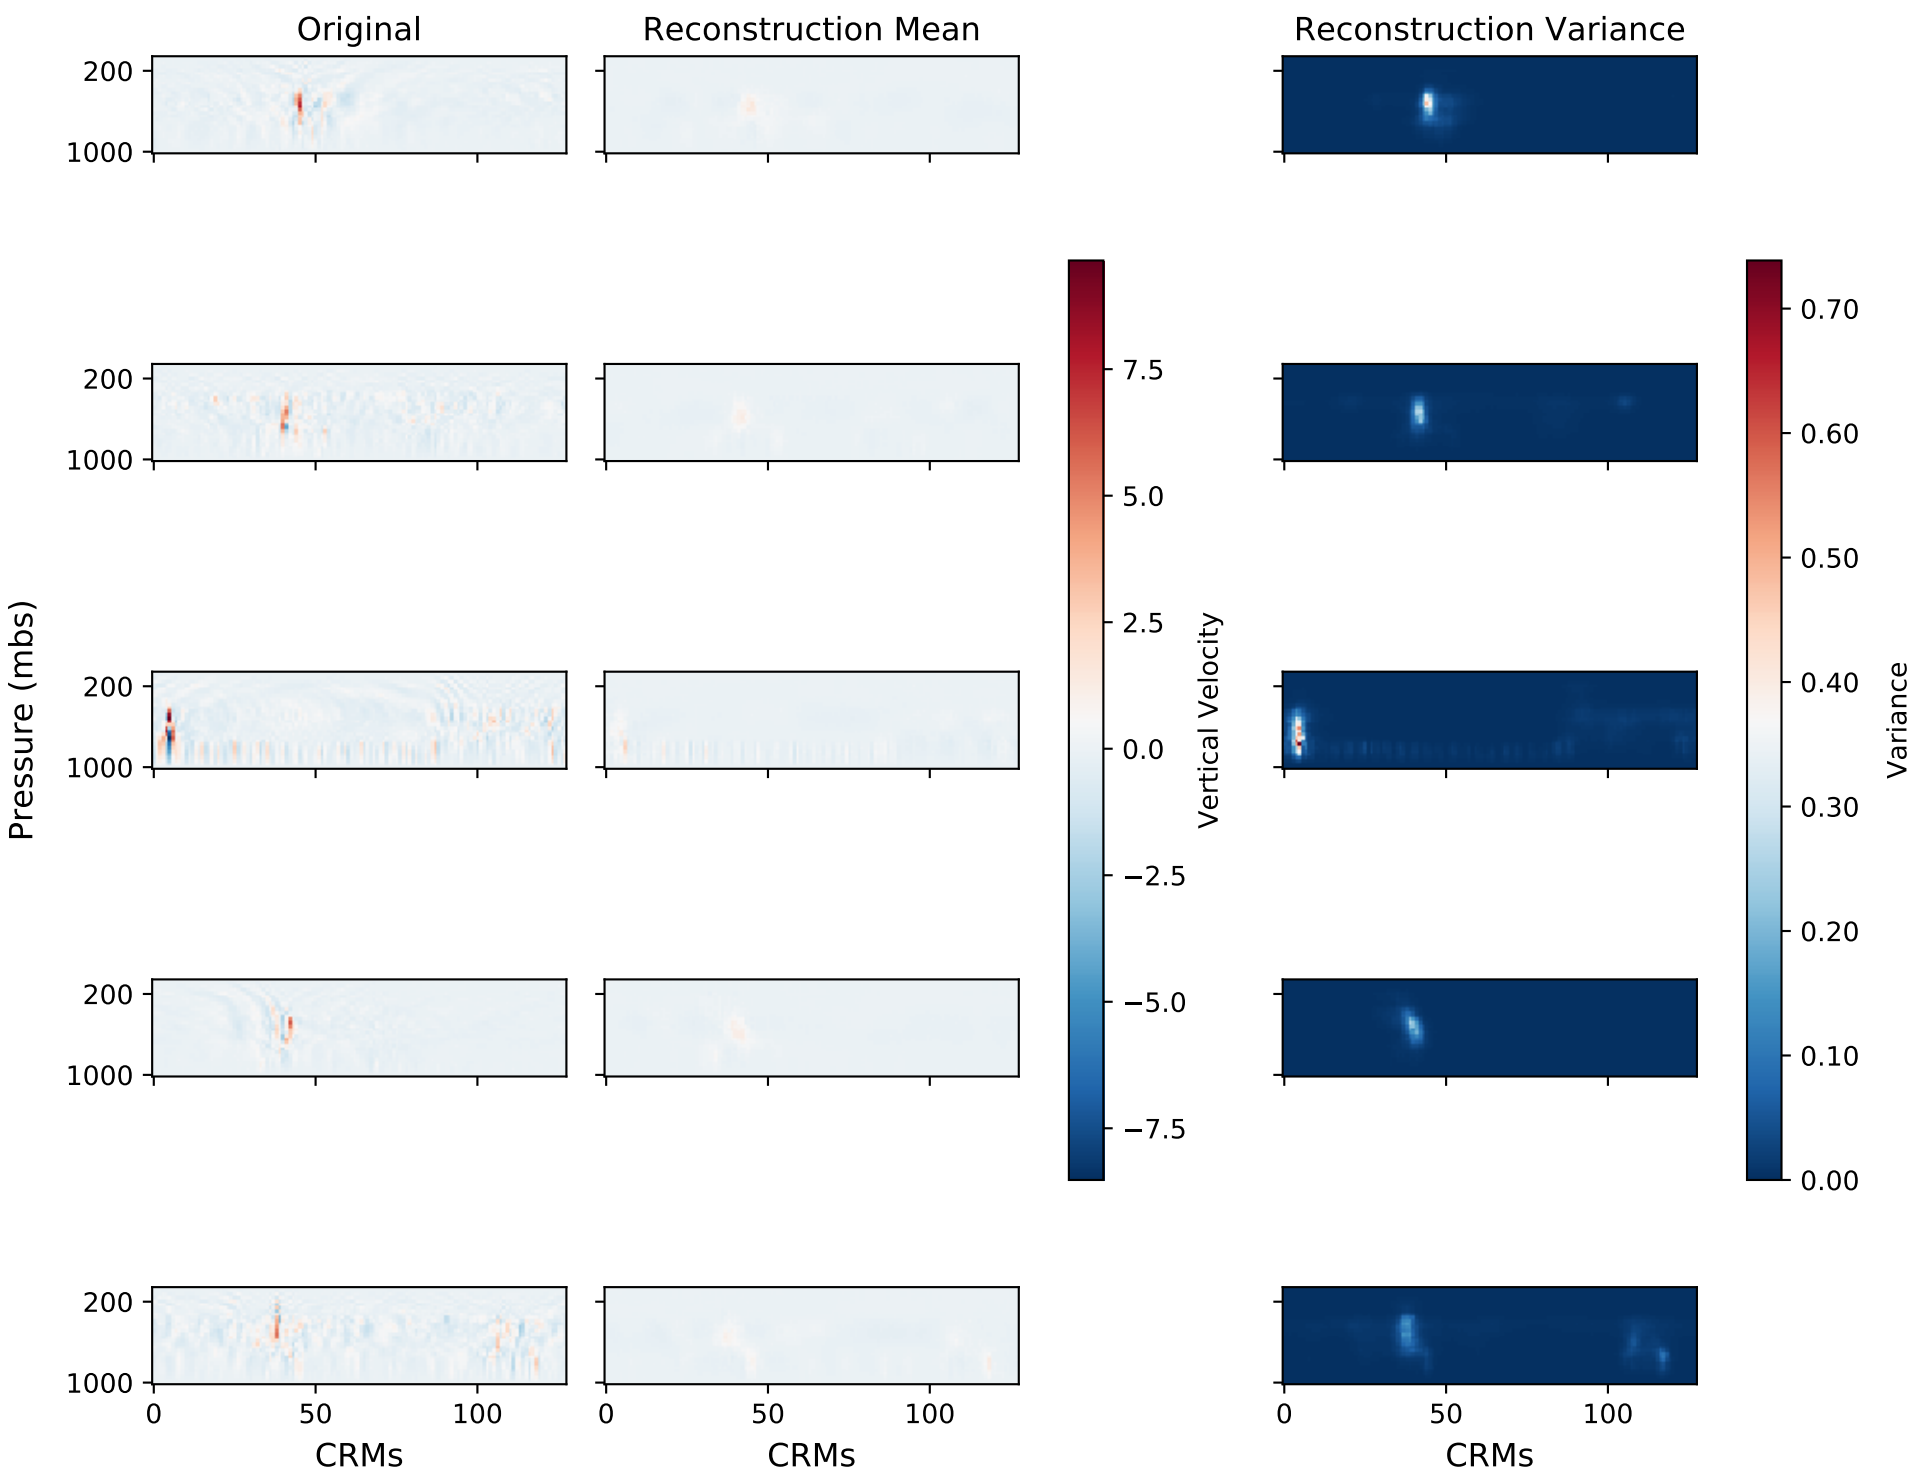 Original
Reconstruction Mean
Reconstruction Variance
200
1000
200
1000
200
1000
200
1000
200
1000
Pressure (mbs)
0 50 100
0 50 100
0 50 100
CRMs
CRMs
CRMs
7.5
5.0
2.5
0.0
−2.5
−5.0
−7.5
Vertical Velocity
0.70
0.60
0.50
0.40
0.30
0.20
0.10
0.00
Variance